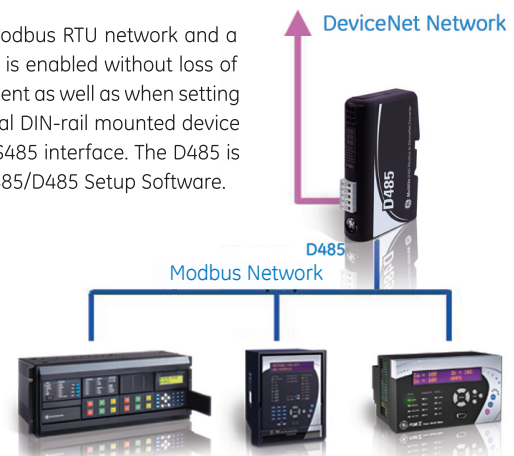 DeviceNet Network
odbus RTU network and a
is enabled without loss of
ent as well as when setting
al DIN-rail mounted device
S485 interface. The D485 is
85/D485 Setup Software.
D485
D485
Modbus Network